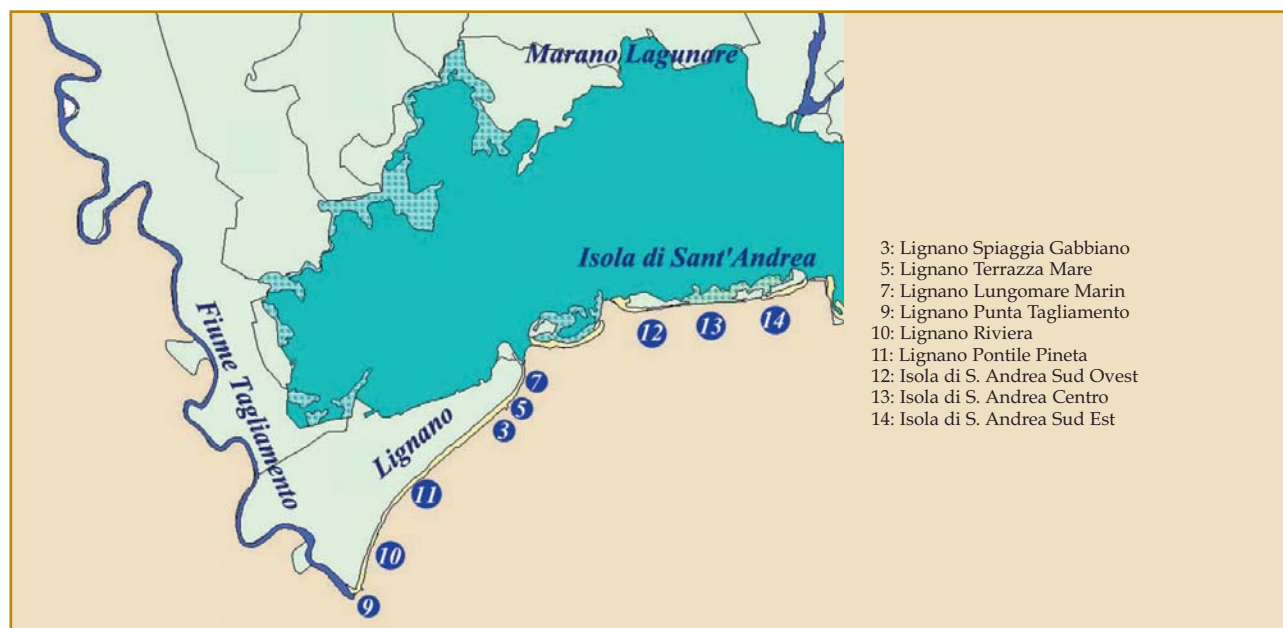 Marano Lagunare
Isola di Sant'Andrea
12
13
14
Fiume Tagliamento
Lignano
7
5
3
11
10
9
3: Lignano Spiaggia Gabbiano
5: Lignano Terrazza Mare
7: Lignano Lungomare Marin
9: Lignano Punta Tagliamento
10: Lignano Riviera
11: Lignano Pontile Pineta
12: Isola di S. Andrea Sud Ovest
13: Isola di S. Andrea Centro
14: Isola di S. Andrea Sud Est